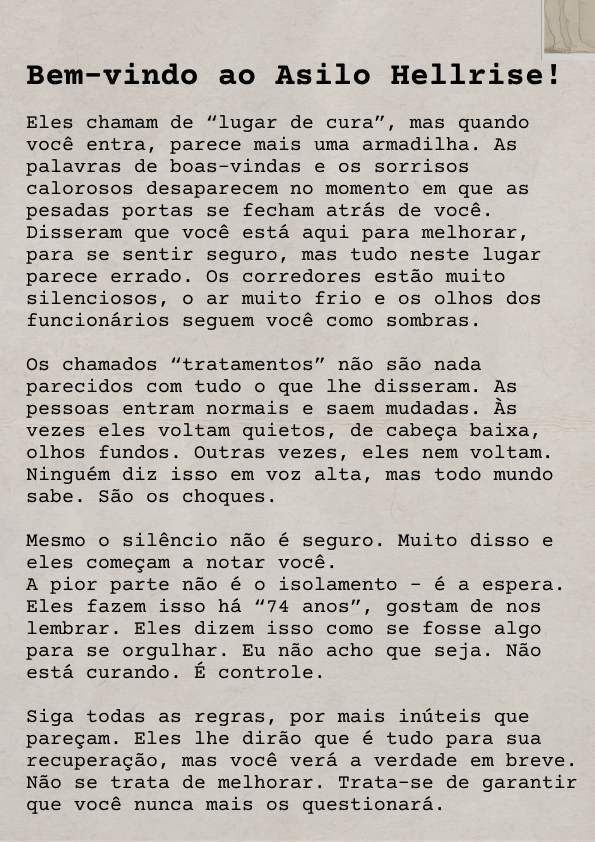 Bem-vindo ao Asilo Hellrise!
Eles chamam de “lugar de cura”, mas quando
você entra, parece mais uma armadilha. As
palavras de boas-vindas e os sorrisos
calorosos desaparecem no momento em que as
pesadas portas se fecham atrás de você.
Disseram que você está aqui para melhorar,
para se sentir seguro, mas tudo neste lugar
parece errado. Os corredores estão muito
silenciosos, o ar muito frio e os olhos dos
funcionários seguem você como sombras.
Os chamados “tratamentos” não são nada
parecidos com tudo o que lhe disseram. As
pessoas entram normais e saem mudadas. Às
vezes eles voltam quietos, de cabeça baixa,
olhos fundos. Outras vezes, eles nem voltam.
Ninguém diz isso em voz alta, mas todo mundo
sabe. São os choques.
Mesmo o silêncio não é seguro. Muito disso e
eles começam a notar você.
A pior parte não é o isolamento – é a espera.
Eles fazem isso há “74 anos”, gostam de nos
lembrar. Eles dizem isso como se fosse algo
para se orgulhar. Eu não acho que seja. Não
está curando. É controle.
Siga todas as regras, por mais inúteis que
pareçam. Eles lhe dirão que é tudo para sua
recuperação, mas você verá a verdade em breve.
Não se trata de melhorar. Trata-se de garantir
que você nunca mais os questionará.